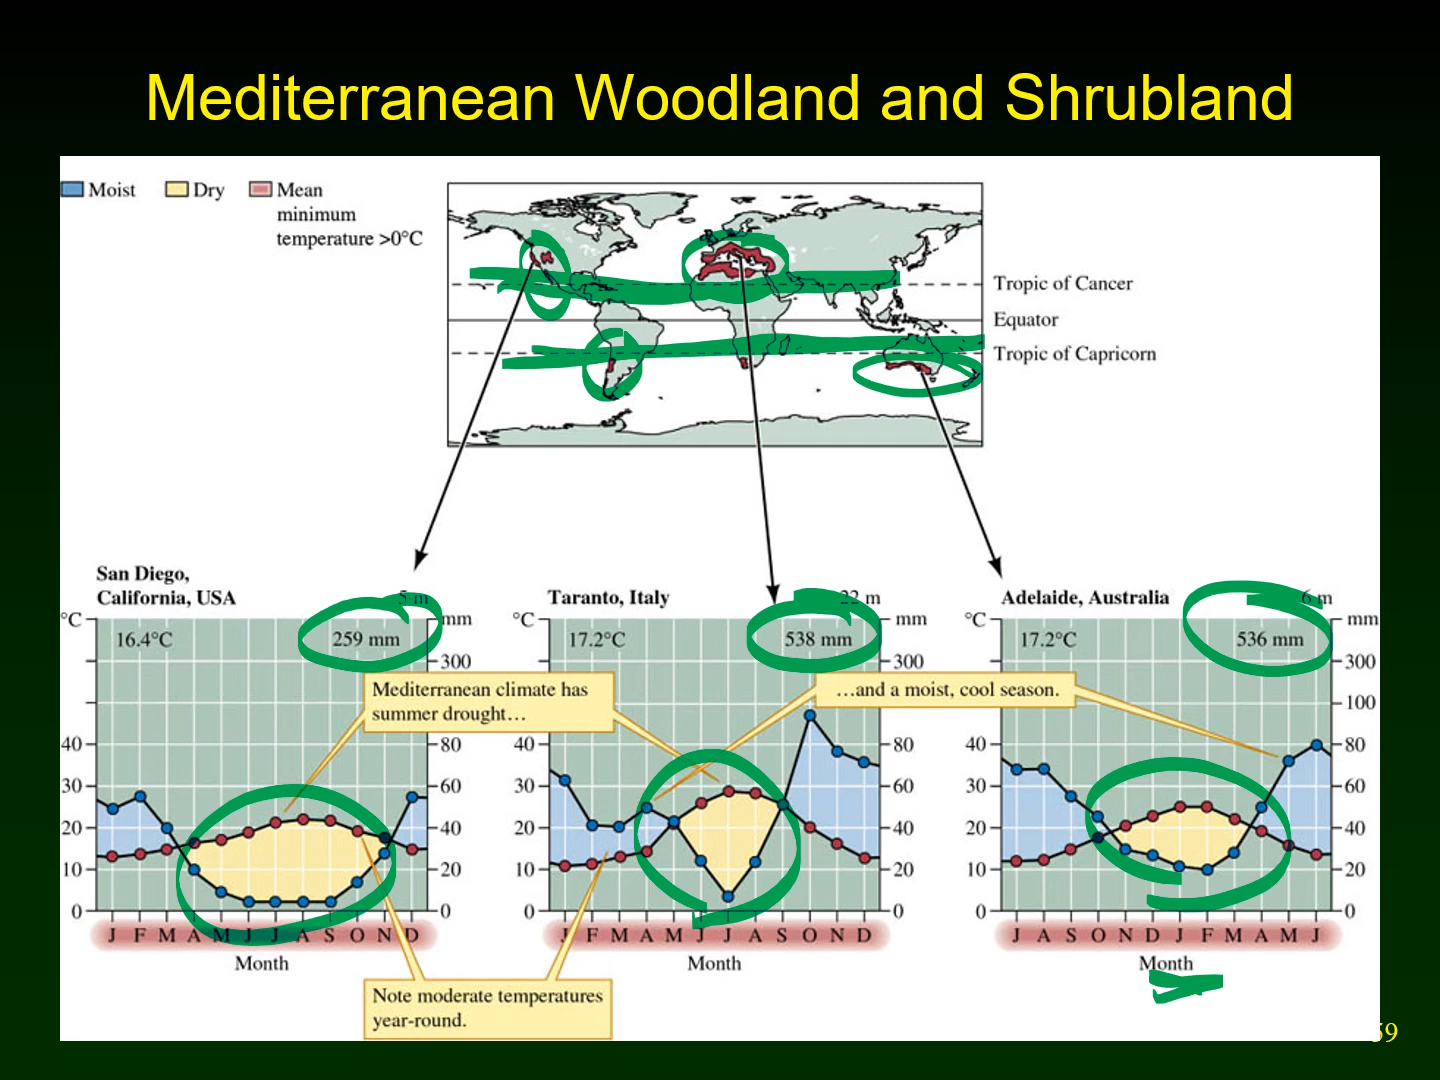 Mediterranean Woodland and Shrubland
Moist Dry Mean
minimum
temperature >0°C
Tropic of Cancer
Equator
Tropic of Capricorn
San Diego,
California, USA 5 m
°C mm
16.4°C 259 mm
300
40 80
30 60
20 40
10 20
0 0
J F M A M J J A S O N D
Month
Taranto, Italy 22 m
°C mm
17.2°C 538 mm
300
40 80
30 60
20 40
10 20
0 0
J F M A M J J A S O N D
Month
Adelaide, Australia 6 m
°C mm
17.2°C 536 mm
300
100
40 80
30 60
20 40
10 20
0 0
J A S O N D J F M A M J
Month
Mediterranean climate has
summer drought…
…and a moist, cool season.
Note moderate temperatures
year-round.
59